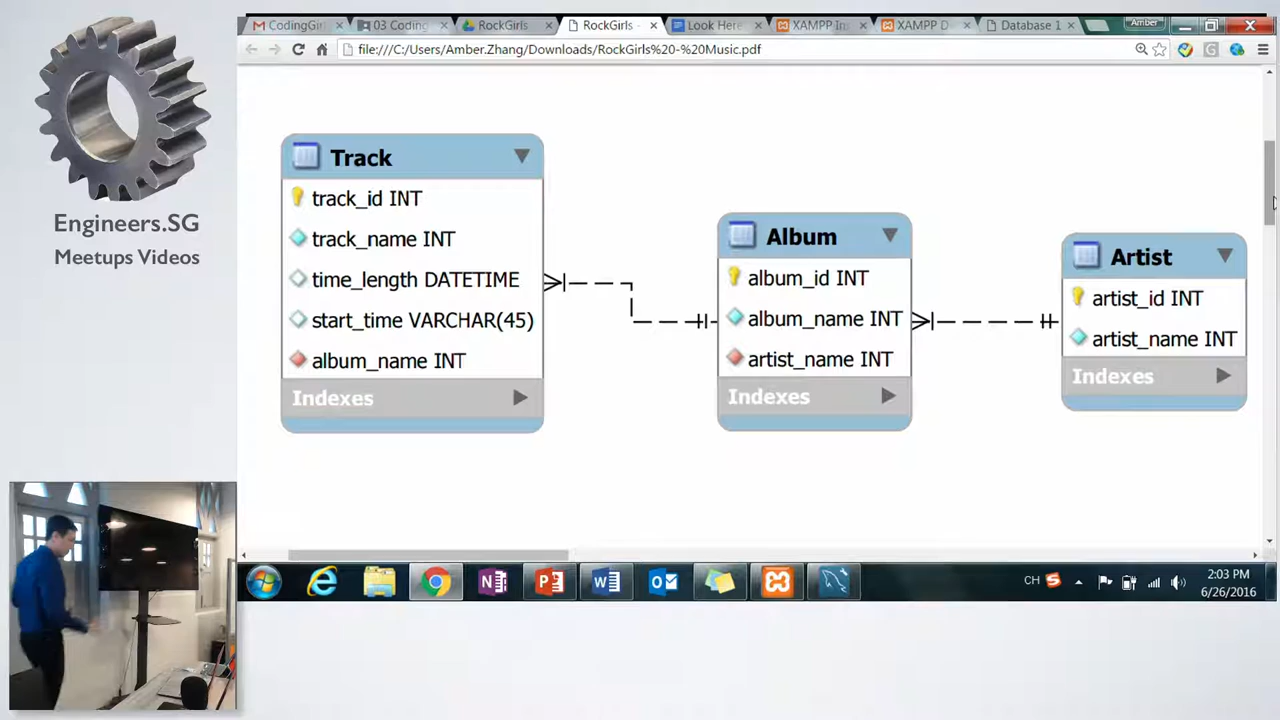 CodingGir
03 Coding
RockGirls
RockGirls -
Look Here
XAMPP Ins
XAMPP D
Database 1
Amber
file:///C:/Users/Amber.Zhang/Downloads/RockGirls%20-%20Music.pdf
Engineers.SG
Meetups Videos
Track
track_id INT
track_name INT
time_length DATETIME
start_time VARCHAR(45)
album_name INT
Indexes
Album
album_id INT
album_name INT
artist_name INT
Indexes
Artist
artist_id INT
artist_name INT
Indexes
CH
2:03 PM
6/26/2016